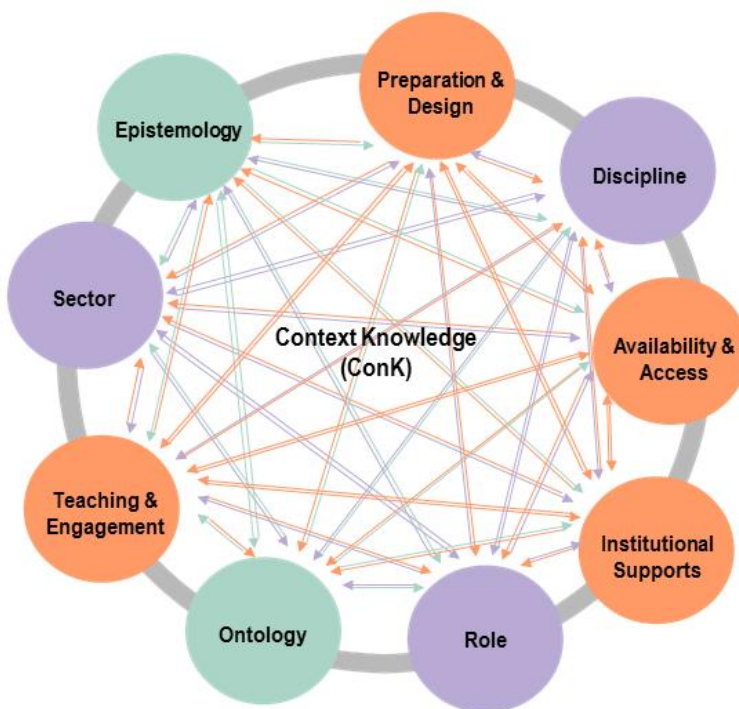 Preparation &
Design
Epistemology
Discipline
Sector
Context Knowledge
(ConK)
Availability &
Access
Teaching &
Engagement
Institutional
Supports
Ontology
Role